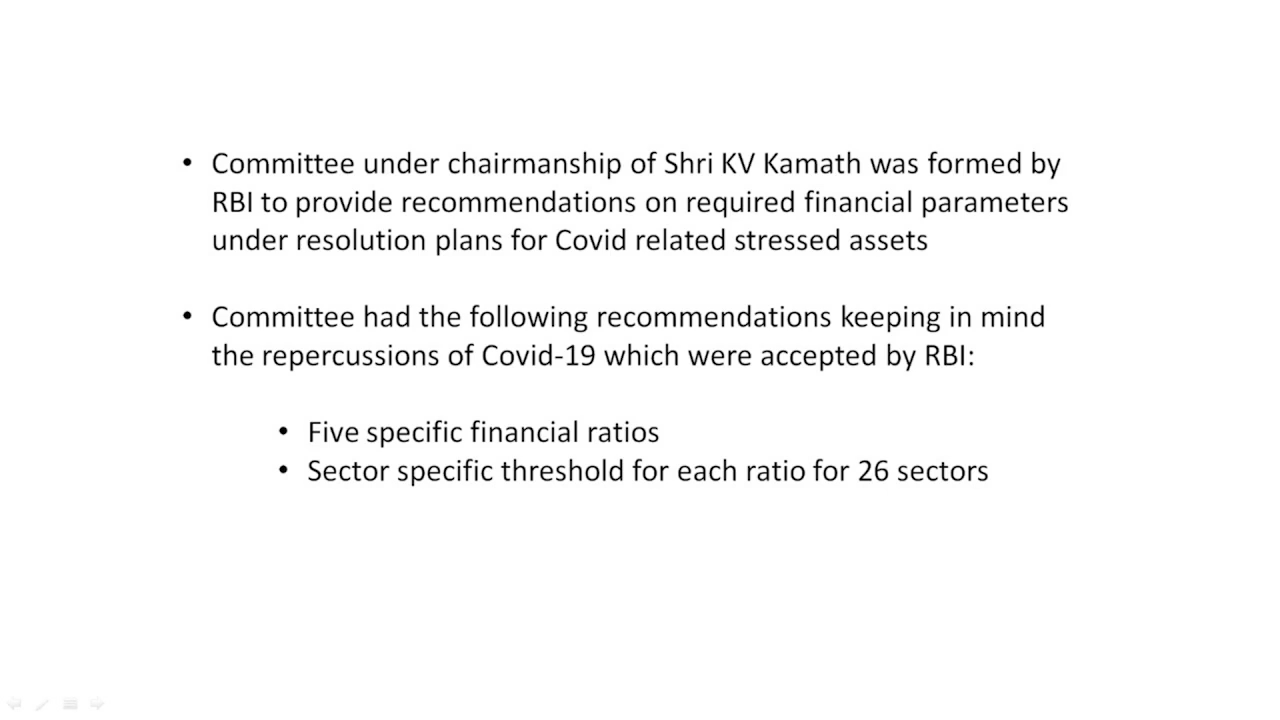 • Committee under chairmanship of Shri KV Kamath was formed by
RBI to provide recommendations on required financial parameters
under resolution plans for Covid related stressed assets
• Committee had the following recommendations keeping in mind
the repercussions of Covid-19 which were accepted by RBI:
• Five specific financial ratios
• Sector specific threshold for each ratio for 26 sectors